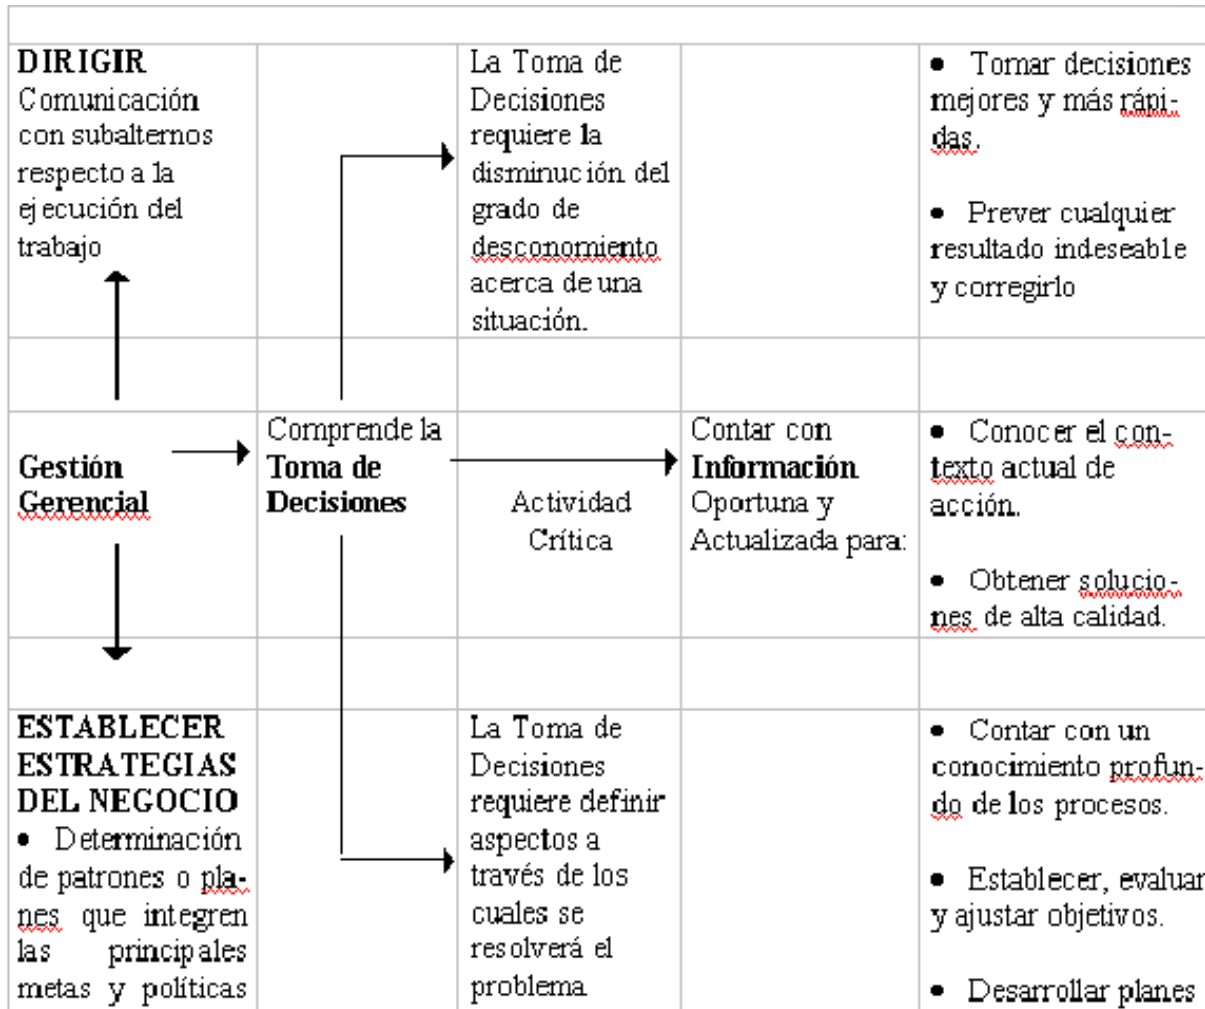 DIRIGIR
Comunicación
con subalternos
respecto a la
ejecución del
trabajo
La Toma de
Decisiones
requiere la
disminución del
grado de
desconomiento
acerca de una
situación.
• Tomar decisiones
mejores y más rápi-
das.
• Prever cualquier
resultado indeseable
y corregirlo
Gestión
Gerencial
Comprende la
Toma de
Decisiones
Actividad
Crítica
Contar con
Información
Oportuna y
Actualizada para:
• Conocer el con-
texto actual de
acción.
• Obtener solucio-
nes de alta calidad.
ESTABLECER
ESTRATEGIAS
DEL NEGOCIO
• Determinación
de patrones o pla-
nes que integren
las principales
metas y políticas
La Toma de
Decisiones
requiere definir
aspectos a
través de los
cuales se
resolverá el
problema
• Contar con un
conocimiento profun-
do de los procesos.
• Establecer, evaluar
y ajustar objetivos.
• Desarrollar planes